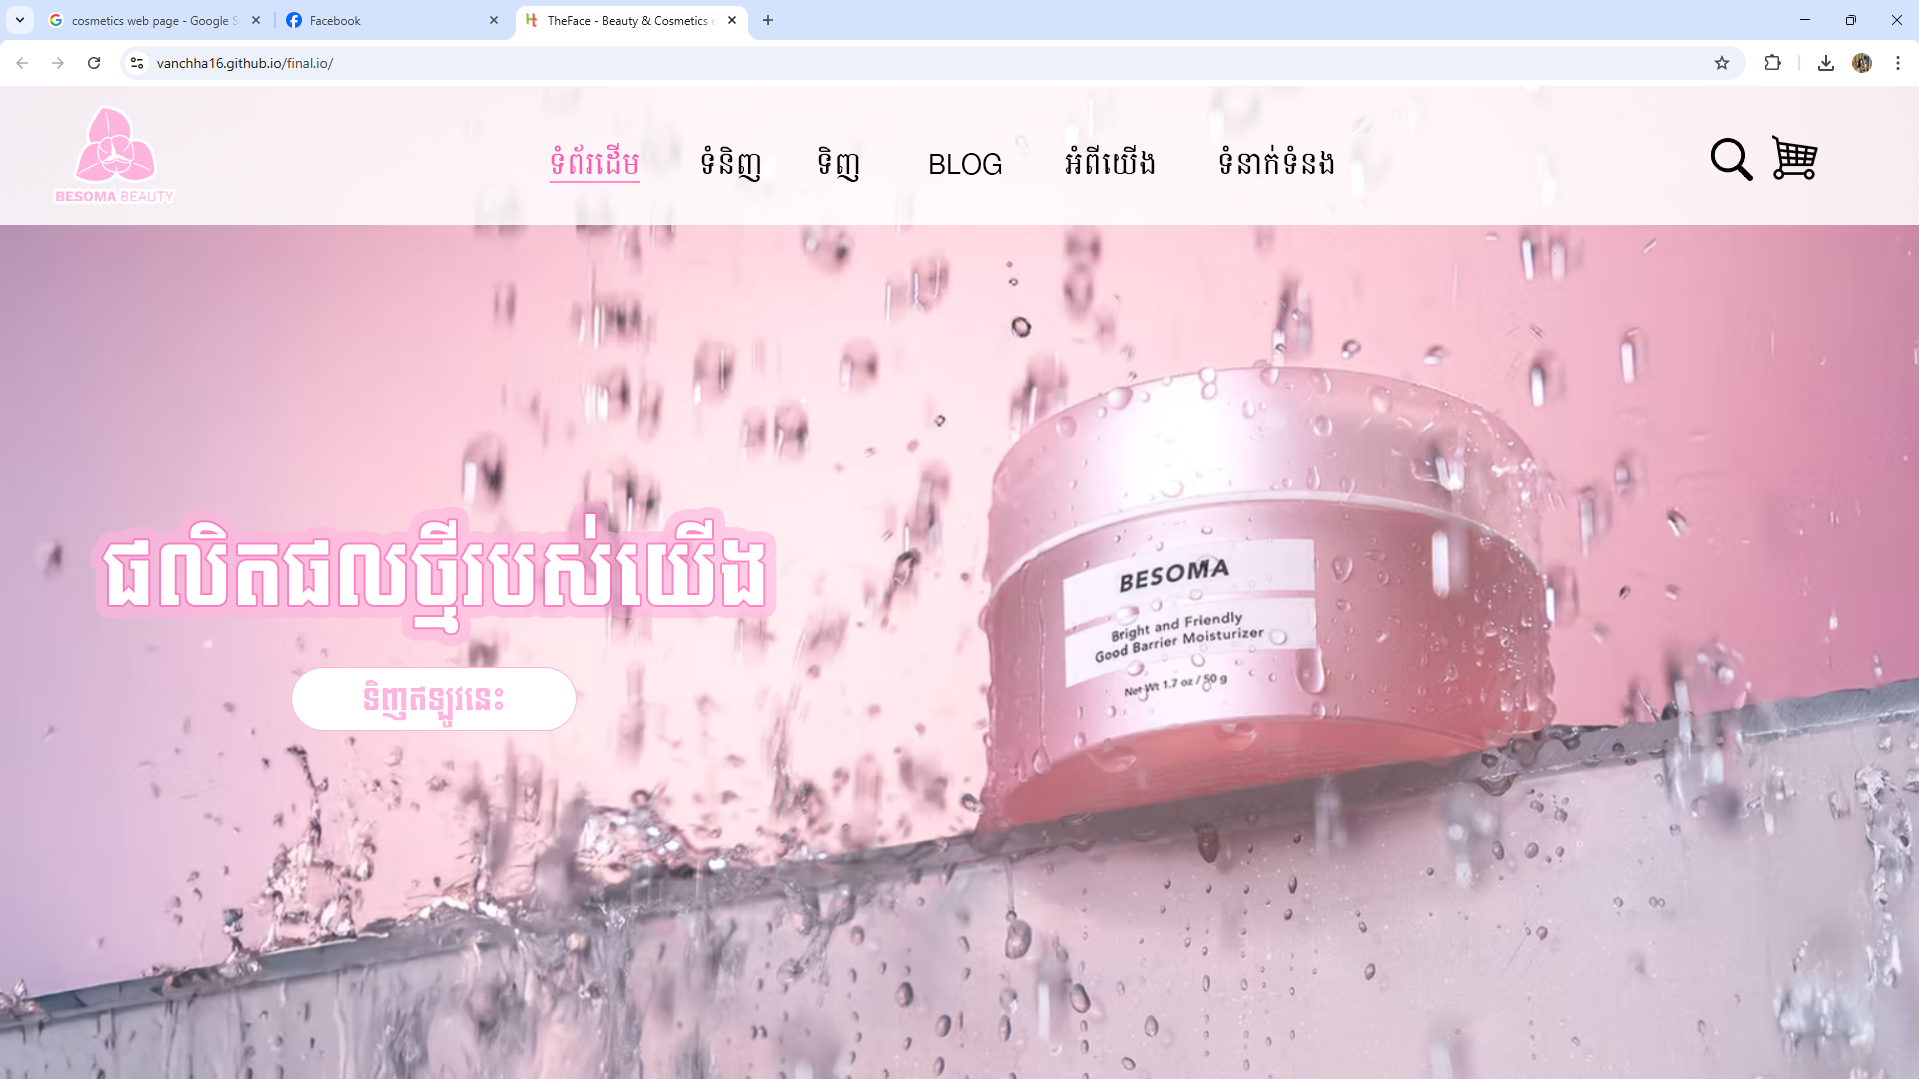 cosmetics web page - Google S
Facebook
TheFace - Beauty & Cosmetics e
vanchha16.github.io/final.io/
BESOMA BEAUTY
ទំព័រដើម
ទំនិញ
ទិញ
BLOG
អំពីយើង
ទំនាក់ទំនង
ផលិតផលថ្មីរបស់យើង
ទិញឥឡូវនេះ
BESOMA
Bright and Friendly
Good Barrier Moisturizer
Net Wt 1.7 oz / 50 g